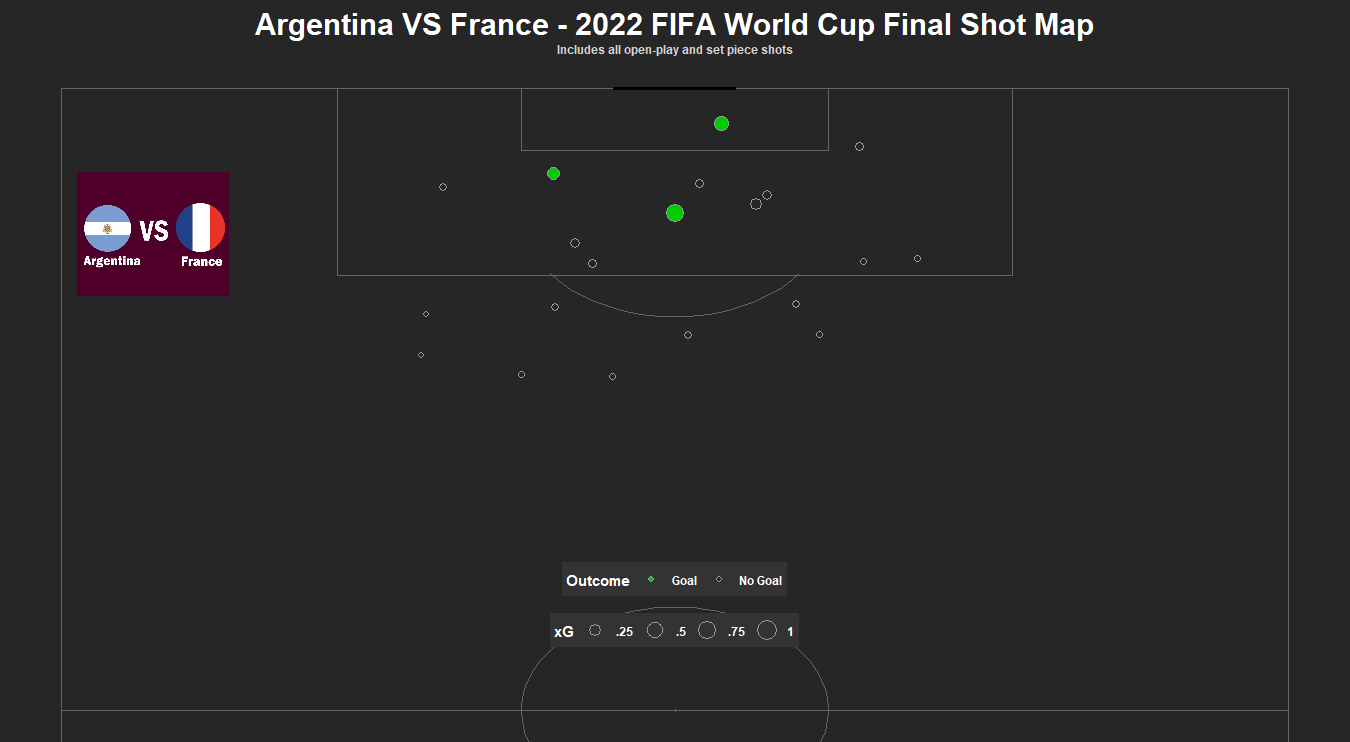 Argentina VS France - 2022 FIFA World Cup Final Shot Map
Includes all open-play and set piece shots
VS
Argentina France
Outcome Goal No Goal
xG .25 .5 .75 1